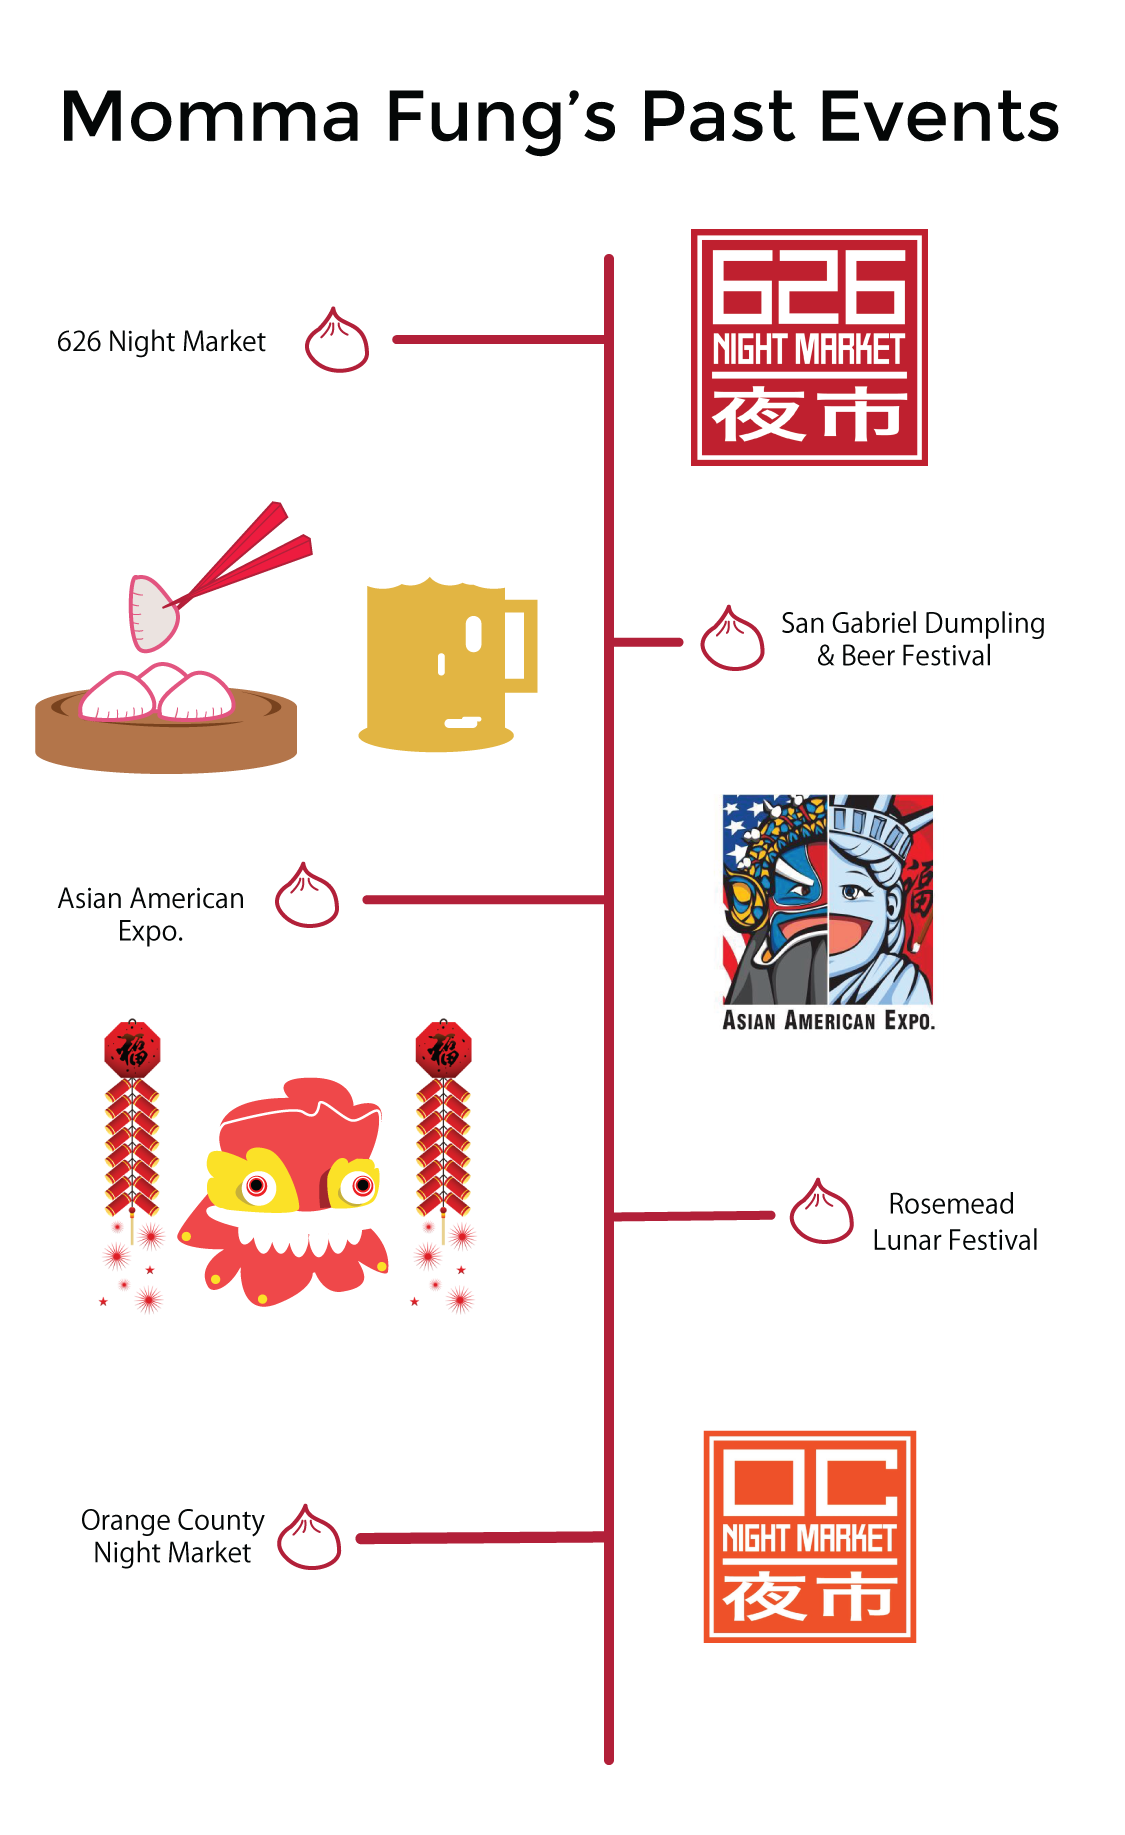 Momma Fung’s Past Events
626 Night Market
626
NIGHT MARKET
夜市
San Gabriel Dumpling
& Beer Festival
Asian American
Expo.
福
ASIAN AMERICAN EXPO.
福
福
Rosemead
Lunar Festival
Orange County
Night Market
OC
NIGHT MARKET
夜市